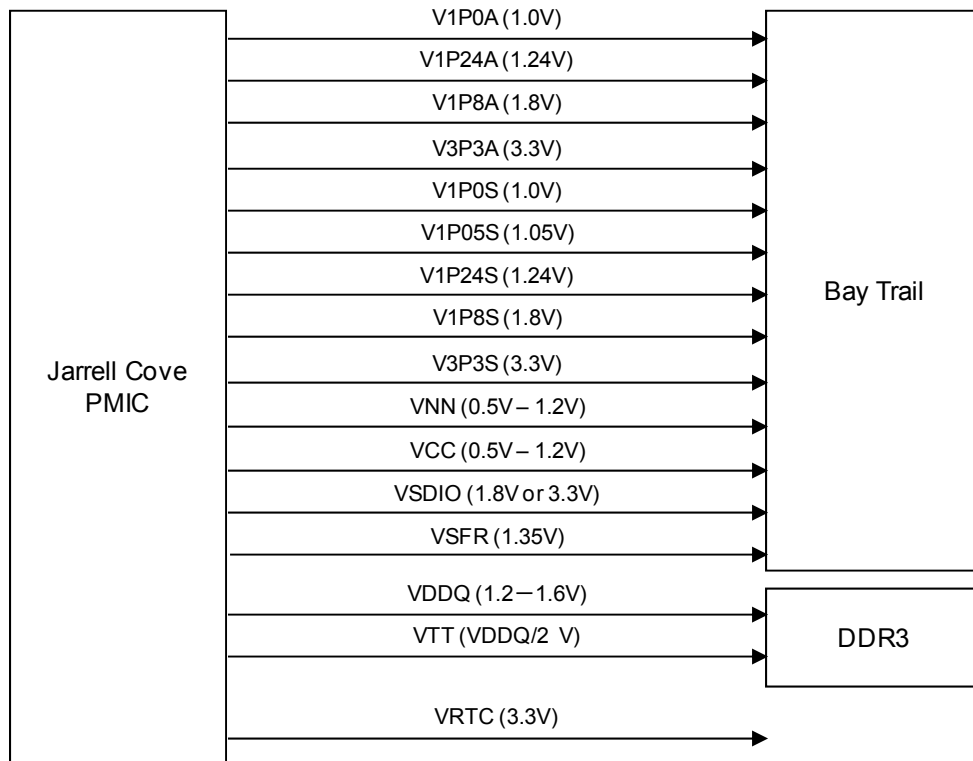 V1P0A (1.0V)
V1P24A (1.24V)
V1P8A (1.8V)
V3P3A (3.3V)
V1P0S (1.0V)
V1P05S (1.05V)
V1P24S (1.24V)
V1P8S (1.8V)
V3P3S (3.3V)
VNN (0.5V – 1.2V)
VCC (0.5V – 1.2V)
VSDIO (1.8V or 3.3V)
VSFR (1.35V)
VDDQ (1.2—1.6V)
VTT (VDDQ/2 V)
VRTC (3.3V)
Jarrell Cove
PMIC
Bay Trail
DDR3